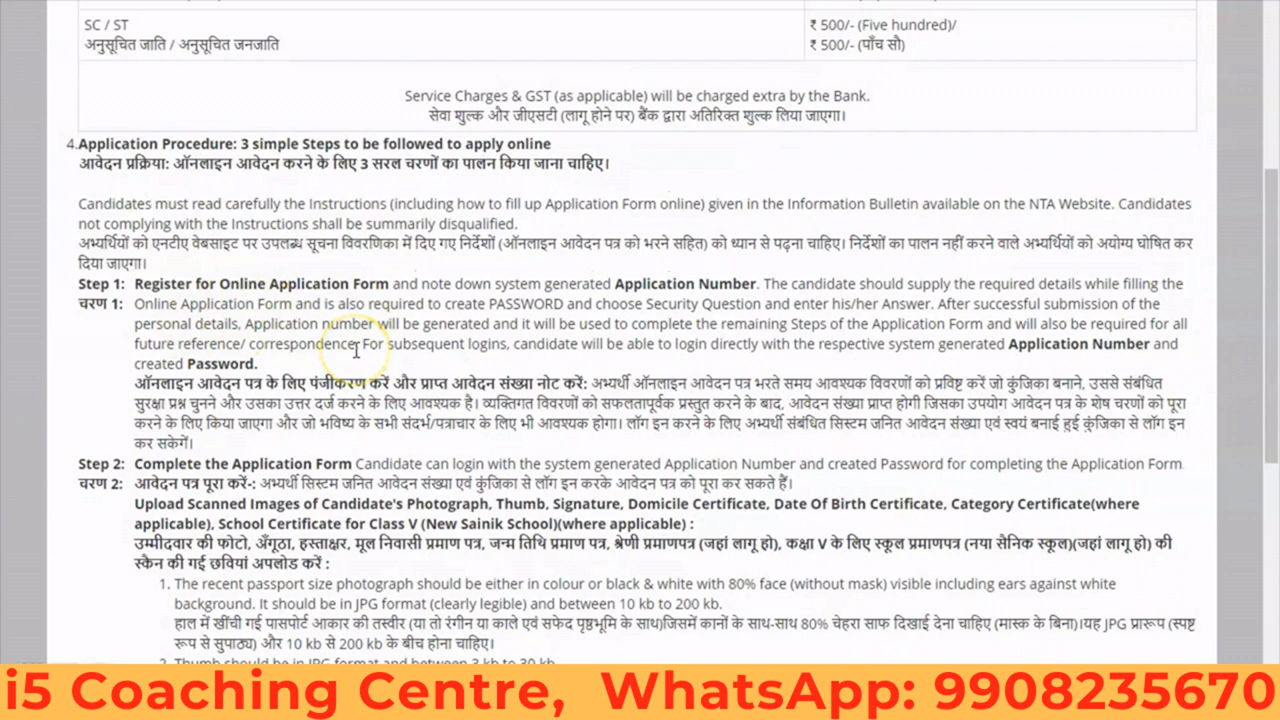 SC / ST
अनुसूचित जाति / अनुसूचित जनजाति
₹ 500/- (Five hundred)/
₹ 500/- (पाँच सौ)
Service Charges & GST (as applicable) will be charged extra by the Bank.
सेवा शुल्क और जीएसटी (लागू होने पर) बैंक द्वारा अतिरिक्त शुल्क लिया जाएगा।
4.Application Procedure: 3 simple Steps to be followed to apply online
आवेदन प्रक्रिया: ऑनलाइन आवेदन करने के लिए 3 सरल चरणों का पालन किया जाना चाहिए।
Candidates must read carefully the Instructions (including how to fill up Application Form online) given in the Information Bulletin available on the NTA Website. Candidates
not complying with the Instructions shall be summarily disqualified.
अभ्यर्थियों को एनटीए वेबसाइट पर उपलब्ध सूचना विवरणिका में दिए गए निर्देशों (ऑनलाइन आवेदन पत्र को भरने सहित) को ध्यान से पढ़ना चाहिए। निर्देशों का पालन नहीं करने वाले अभ्यर्थियों को अयोग्य घोषित कर
दिया जाएगा।
Step 1: Register for Online Application Form and note down system generated Application Number. The candidate should supply the required details while filling the
चरण 1: Online Application Form and is also required to create PASSWORD and choose Security Question and enter his/her Answer. After successful submission of the
personal details, Application number will be generated and it will be used to complete the remaining Steps of the Application Form and will also be required for all
future reference/ correspondence. For subsequent logins, candidate will be able to login directly with the respective system generated Application Number and
created Password.
ऑनलाइन आवेदन पत्र के लिए पंजीकरण करें और प्राप्त आवेदन संख्या नोट करें: अभ्यर्थी ऑनलाइन आवेदन पत्र भरते समय आवश्यक विवरणों को प्रविष्ट करें जो कुंजिका बनाने, उससे संबंधित
सुरक्षा प्रश्न चुनने और उसका उत्तर दर्ज करने के लिए आवश्यक है। व्यक्तिगत विवरणों को सफलतापूर्वक प्रस्तुत करने के बाद, आवेदन संख्या प्राप्त होगी जिसका उपयोग आवेदन पत्र के शेष चरणों को पूरा
करने के लिए किया जाएगा और जो भविष्य के सभी संदर्भ/पत्राचार के लिए भी आवश्यक होगा। लॉग इन करने के लिए अभ्यर्थी संबंधित सिस्टम जनित आवेदन संख्या एवं स्वयं बनाई हुई कुंजिका से लॉग इन
कर सकेगें।
Step 2: Complete the Application Form Candidate can login with the system generated Application Number and created Password for completing the Application Form
चरण 2: आवेदन पत्र पूरा करें-: अभ्यर्थी सिस्टम जनित आवेदन संख्या एवं कुंजिका से लॉग इन करके आवेदन पत्र को पूरा कर सकते हैं।
Upload Scanned Images of Candidate's Photograph, Thumb, Signature, Domicile Certificate, Date Of Birth Certificate, Category Certificate(where
applicable), School Certificate for Class V (New Sainik School)(where applicable) :
उम्मीदवार की फोटो, अँगूठा, हस्ताक्षर, मूल निवासी प्रमाण पत्र, जन्म तिथि प्रमाण पत्र, श्रेणी प्रमाणपत्र (जहां लागू हो), कक्षा V के लिए स्कूल प्रमाणपत्र (नया सैनिक स्कूल)(जहां लागू हो) की
स्कैन की गई छवियां अपलोड करें :
1. The recent passport size photograph should be either in colour or black & white with 80% face (without mask) visible including ears against white
background. It should be in JPG format (clearly legible) and between 10 kb to 200 kb.
हाल में खींची गई पासपोर्ट आकार की तस्वीर (या तो रंगीन या काले एवं सफेद पृष्ठभूमि के साथ)जिसमें कानों के साथ-साथ 80% चेहरा साफ दिखाई देना चाहिए (मास्क के बिना)।यह JPG प्रारूप (स्पष्ट
रूप से सुपाठ्य) और 10 kb से 200 kb के बीच होना चाहिए।
2. Thumb should be in JPG format and between 3 kb to 30 kb
i5 Coaching Centre, WhatsApp: 9908235670